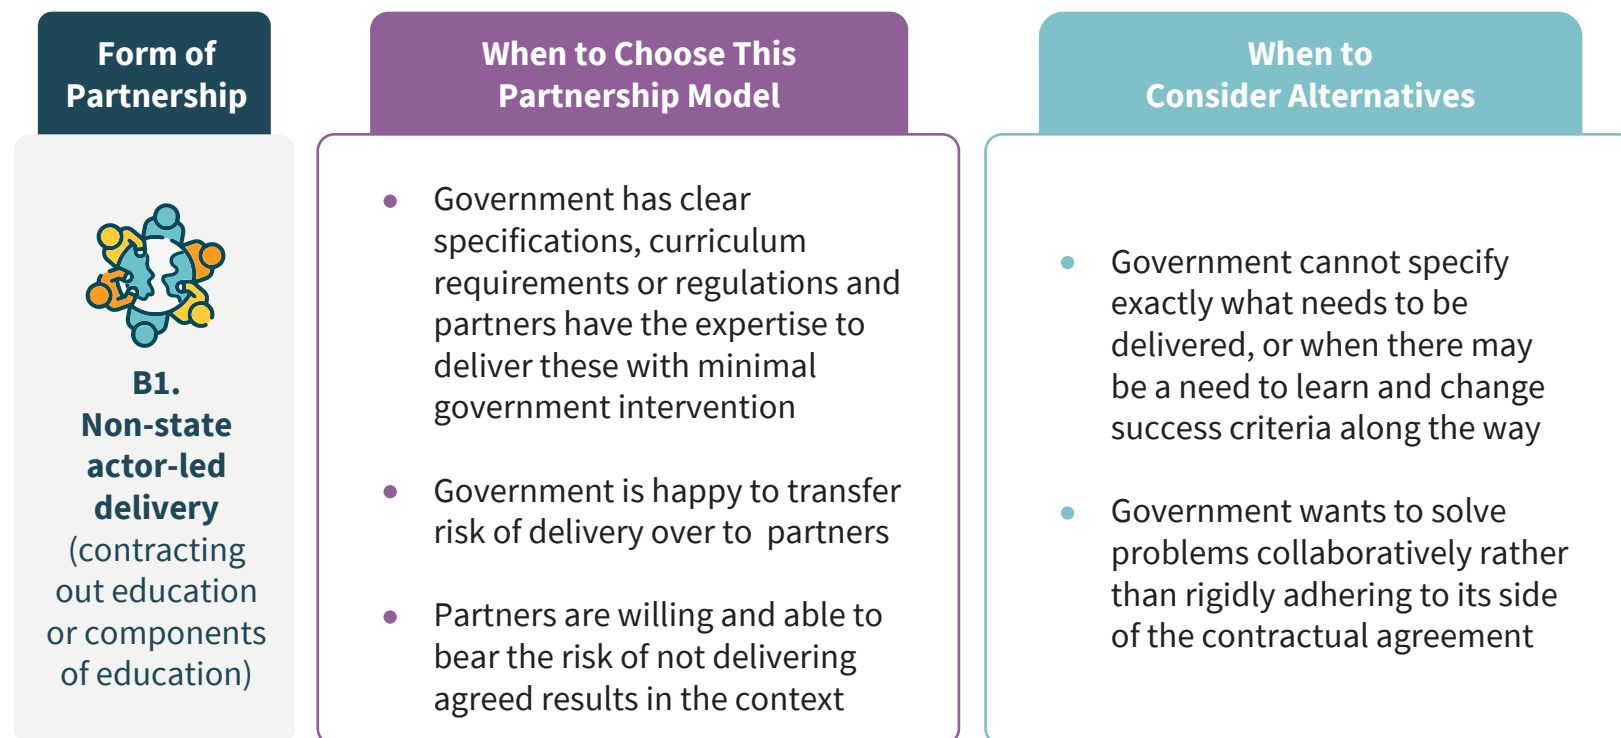 Form of
Partnership
When to Choose This
Partnership Model
When to
Consider Alternatives
B1.
Non-state
actor-led
delivery
(contracting
out education
or components
of education)
● Government has clear
specifications, curriculum
requirements or regulations and
partners have the expertise to
deliver these with minimal
government intervention
● Government is happy to transfer
risk of delivery over to  partners
● Partners are willing and able to
bear the risk of not delivering
agreed results in the context
● Government cannot specify
exactly what needs to be
delivered, or when there may
be a need to learn and change
success criteria along the way
● Government wants to solve
problems collaboratively rather
than rigidly adhering to its side
of the contractual agreement